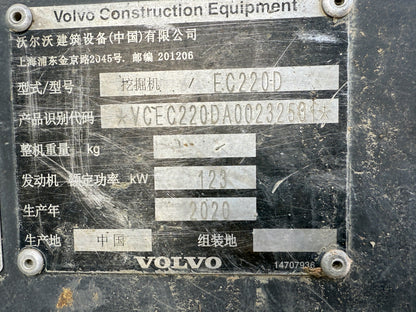 Volvo Construction Equipment
沃尔沃建筑设备(中国)有限公司
上海浦东金京路2045号. 邮编 201206
型式/型号 挖掘机 / EC220D
产品识别代码 *VCEC220DA00232561*
整机重量 kg
发动机 额定功率 kW 123
生产年 2020
生产地 中国 组装地
VOLVO 14707936